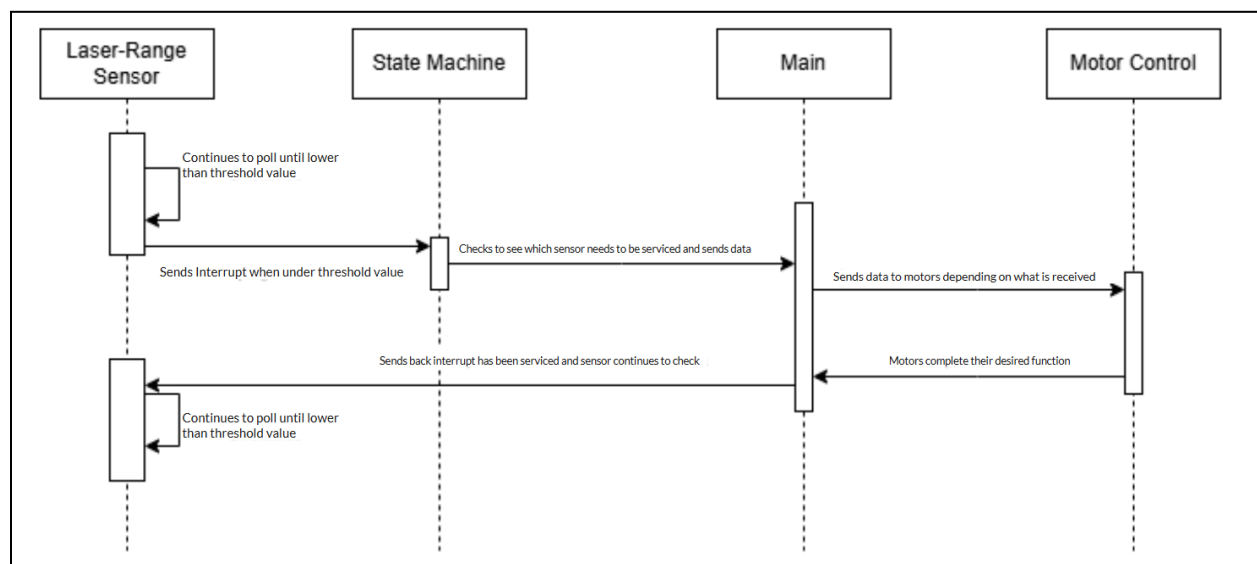 Laser-Range
Sensor
State Machine
Main
Motor Control
Continues to poll until lower
than threshold value
Checks to see which sensor needs to be serviced and sends data
Sends Interrupt when under threshold value
Sends data to motors depending on what is received
Sends back interrupt has been serviced and sensor continues to check
Motors complete their desired function
Continues to poll until lower
than threshold value